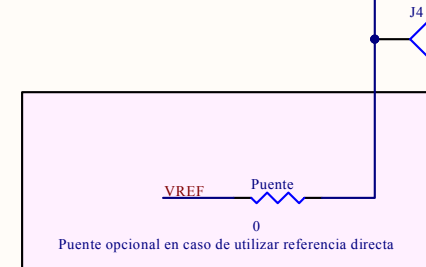 J4
Puente
VREF
0
Puente opcional en caso de utilizar referencia directa